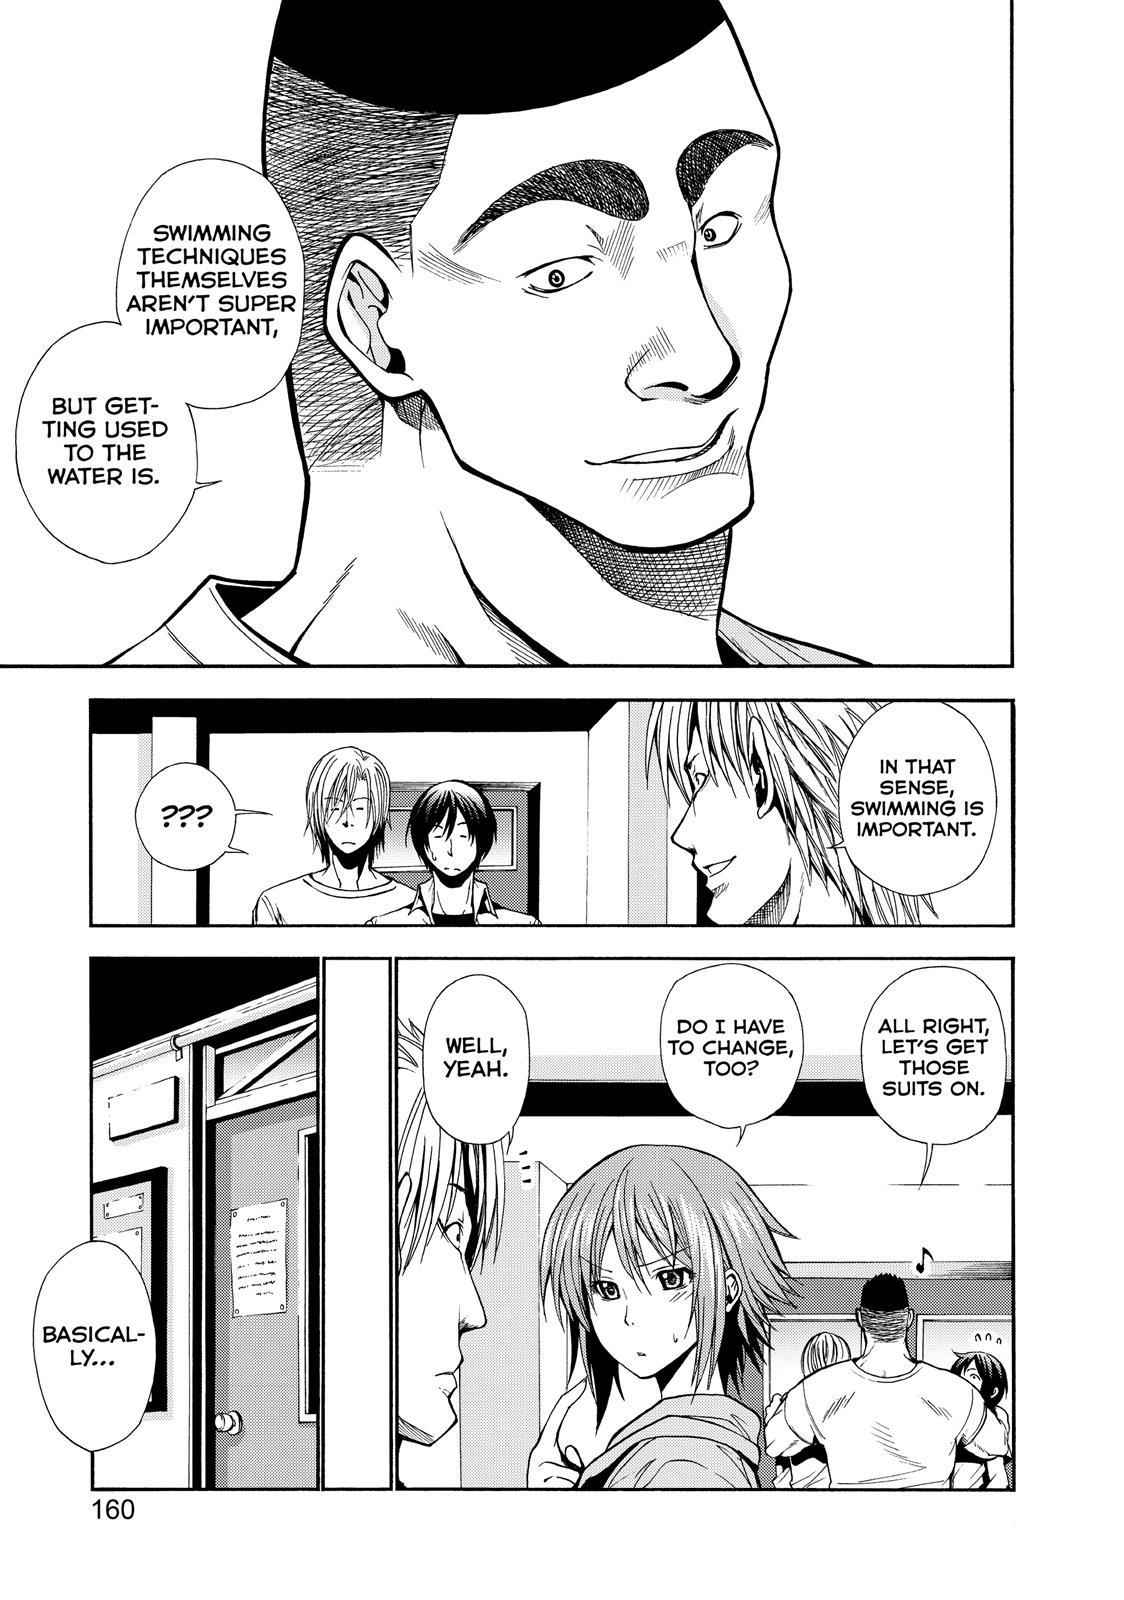 SWIMMING
TECHNIQUES
THEMSELVES
AREN'T SUPER
IMPORTANT,
BUT GET-
TING USED
TO THE
WATER IS.
IN THAT
SENSE,
SWIMMING IS
IMPORTANT.
???
ALL RIGHT,
LET'S GET
THOSE
SUITS ON.
DO I HAVE
TO CHANGE,
TOO?
WELL,
YEAH.
BASICAL-
LY...
160